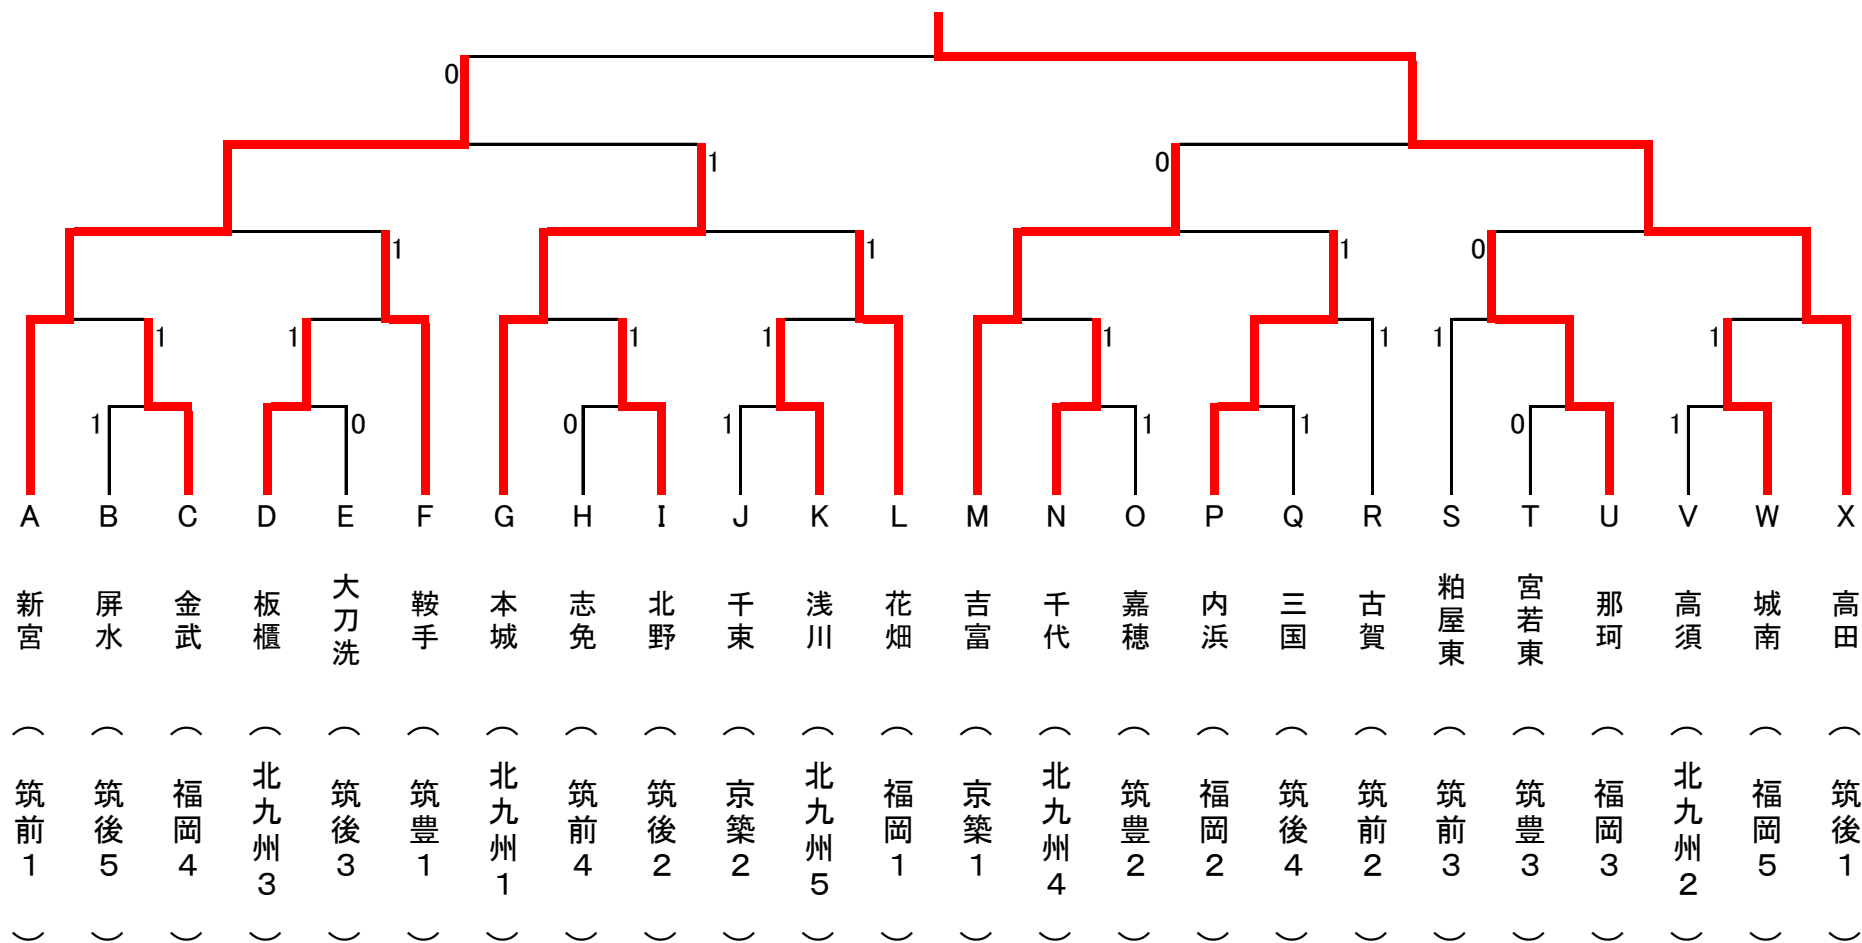 0
1
0
1
1
1
0
1
1
1
1
1
1
1
1
1
0
0
1
1
1
0
1
A B C D E F G H I J K L M N O P Q R S T U V W X
新宮
屏水
金武
板櫃
大刀洗
鞍手
本城
志免
北野
千束
浅川
花畑
吉富
千代
嘉穂
内浜
三国
古賀
粕屋東
宮若東
那珂
高須
城南
高田
（筑前１）
（筑後５）
（福岡４）
（北九州３）
（筑後３）
（筑豊１）
（北九州１）
（筑前４）
（筑後２）
（京築２）
（北九州５）
（福岡１）
（京築１）
（北九州４）
（筑豊２）
（福岡２）
（筑後４）
（筑前２）
（筑前３）
（筑豊３）
（福岡３）
（北九州２）
（福岡５）
（筑後１）